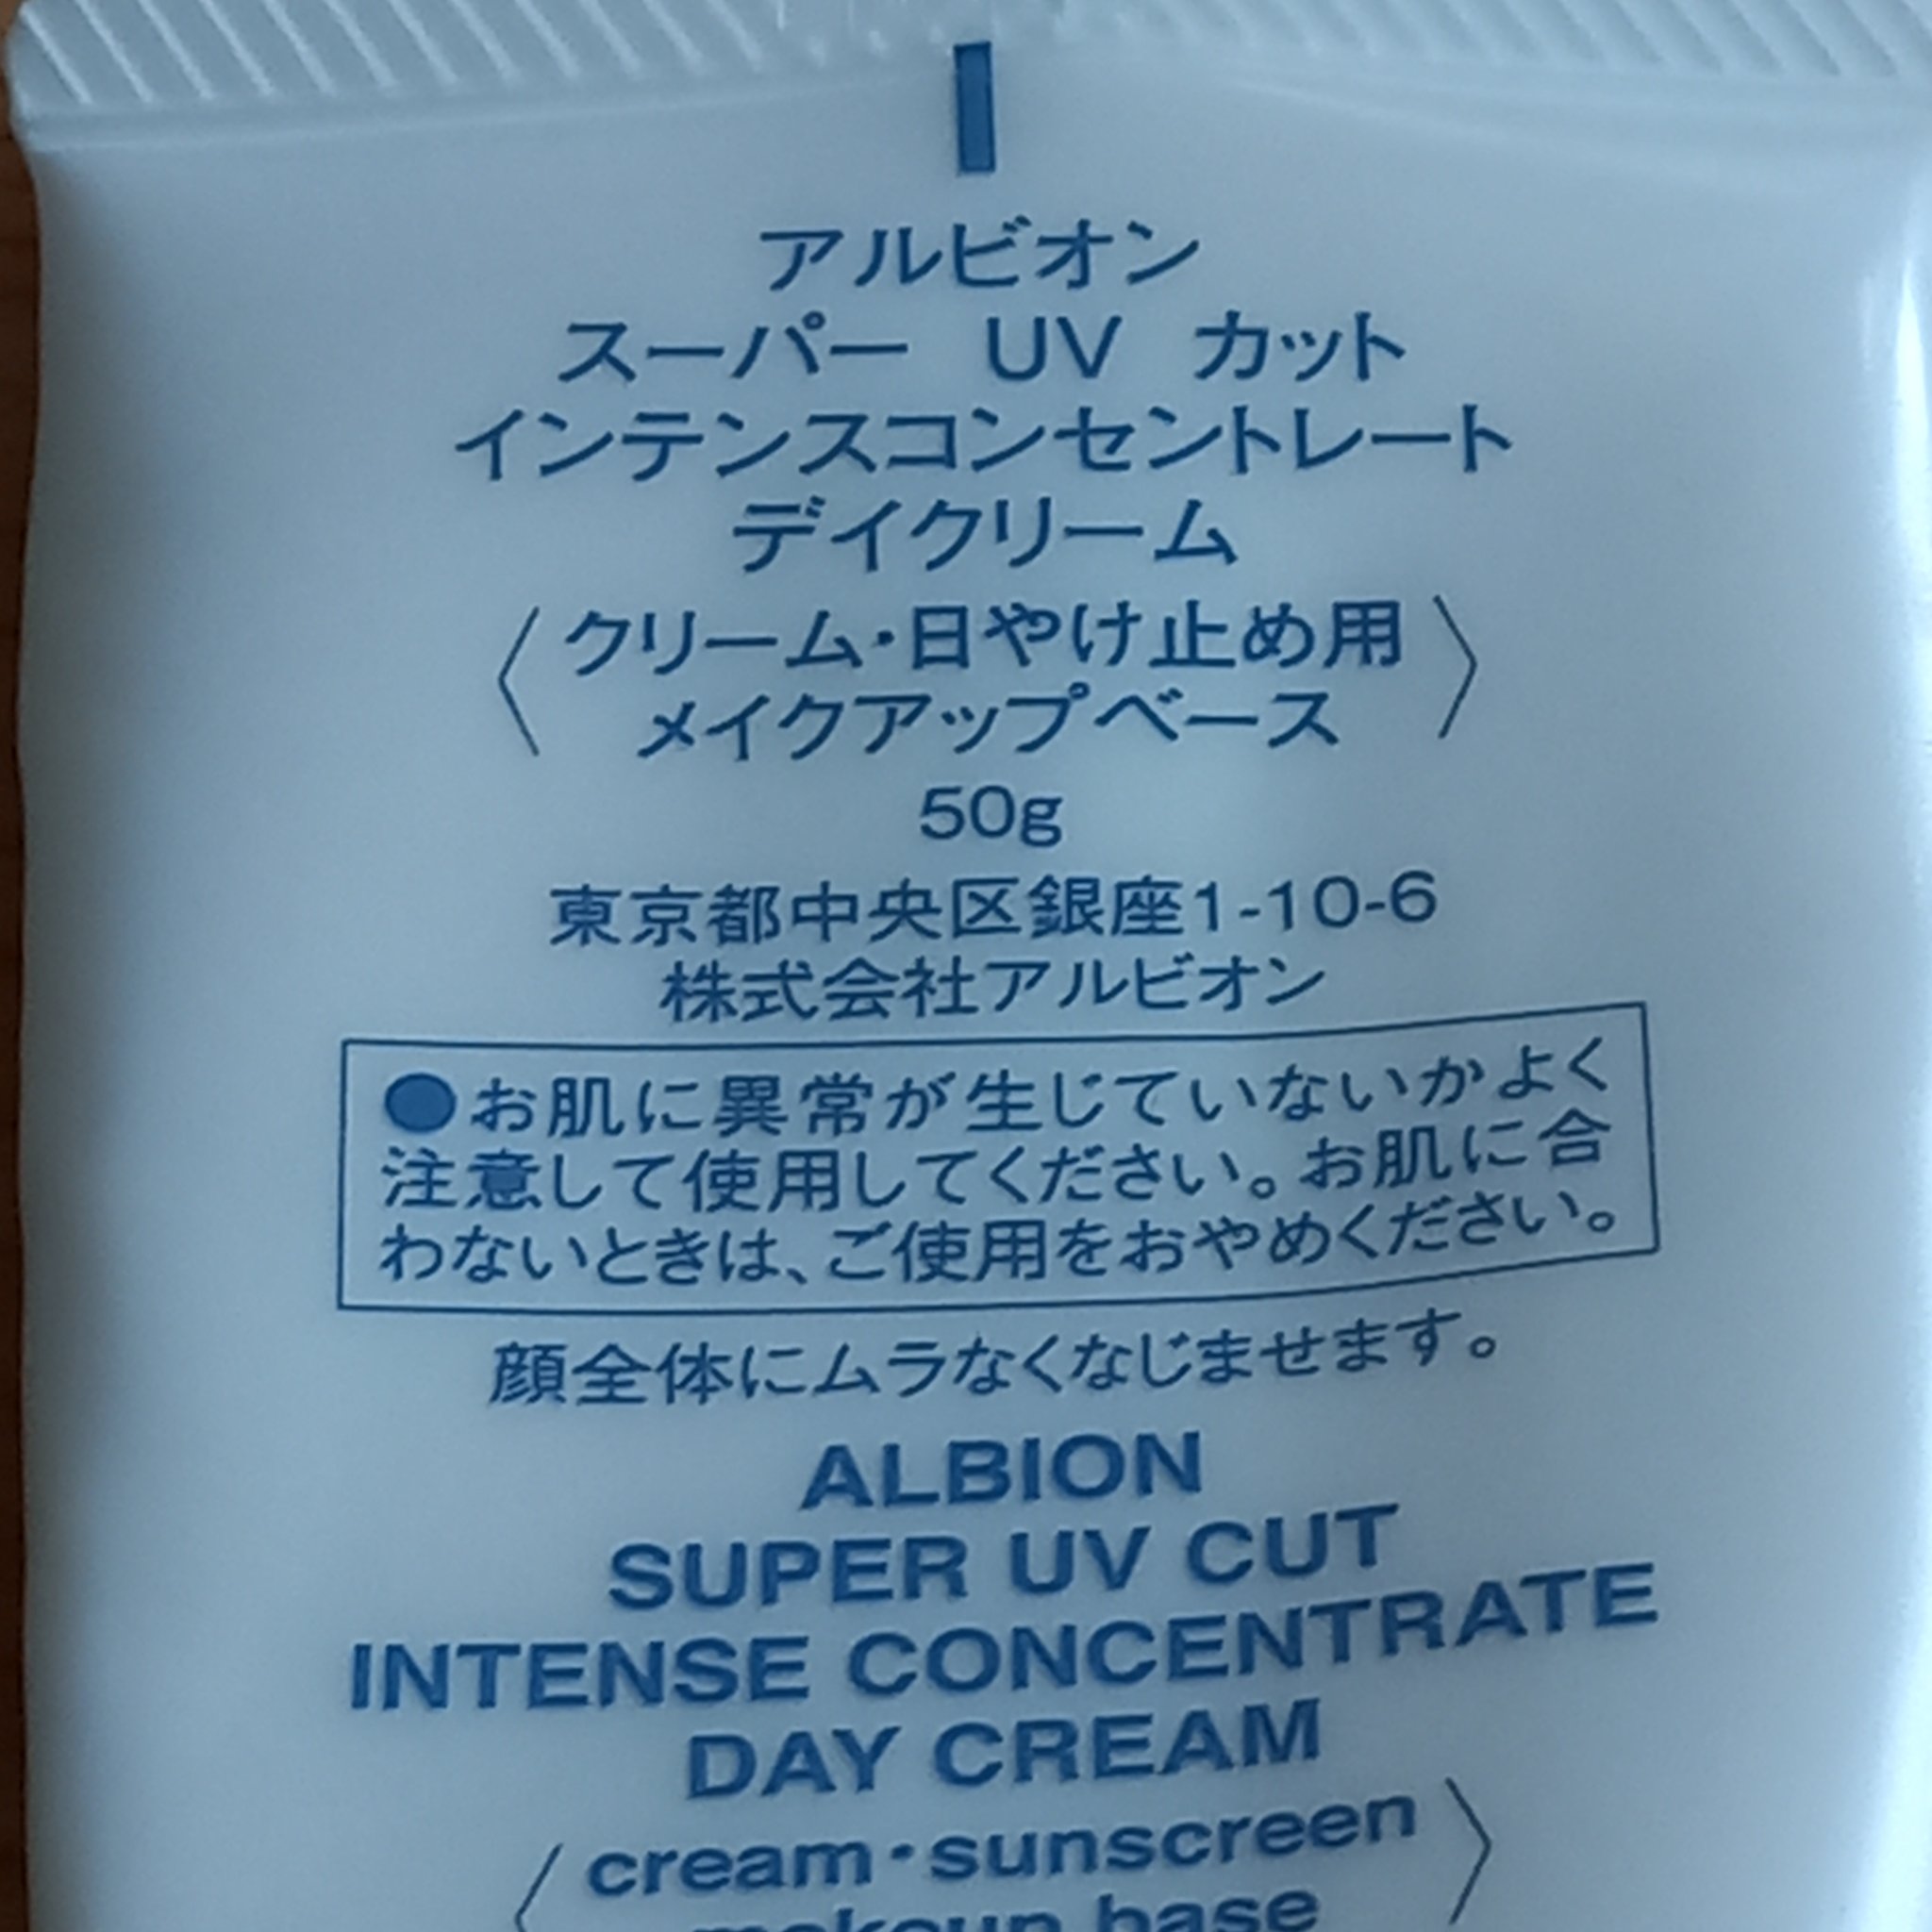 アルビオン
スーパー UV カット
インテンスコンセントレート
デイクリーム
〈クリーム・日やけ止め用
メイクアップベース〉
50g
東京都中央区銀座1-10-6
株式会社アルビオン
●お肌に異常が生じていないかよく
注意して使用してください。お肌に合
わないときは、ご使用をおやめください。
顔全体にムラなくなじませます。
ALBION
SUPER UV CUT
INTENSE CONCENTRATE
DAY CREAM
〈cream・sunscreen〉
makeup base